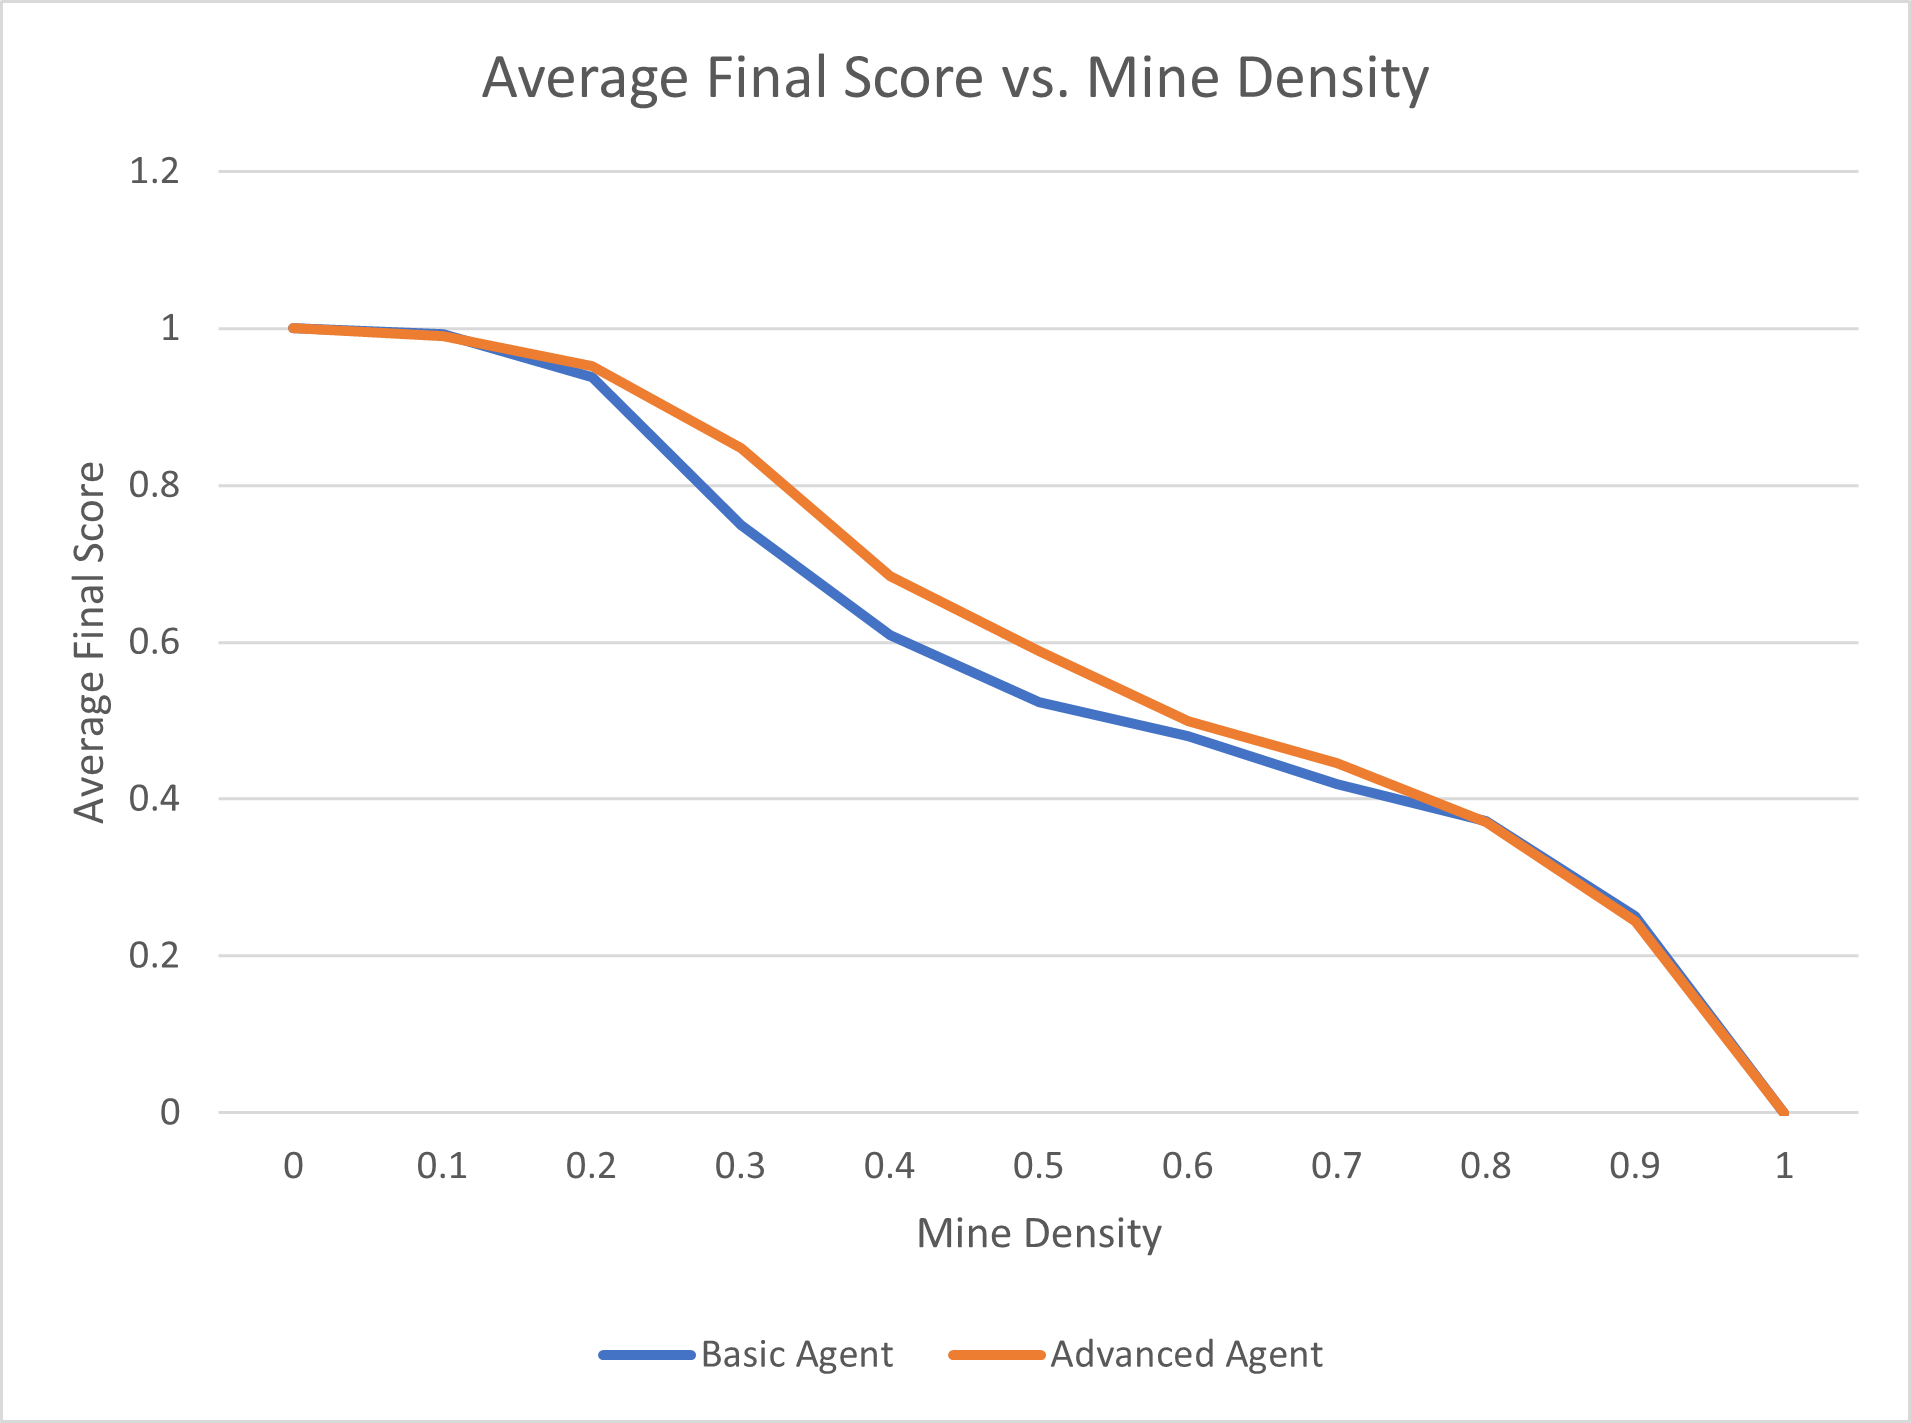 Average Final Score vs. Mine Density
1.2
1
0.8
0.6
0.4
0.2
0
Average Final Score
0 0.1 0.2 0.3 0.4 0.5 0.6 0.7 0.8 0.9 1
Mine Density
Basic Agent Advanced Agent